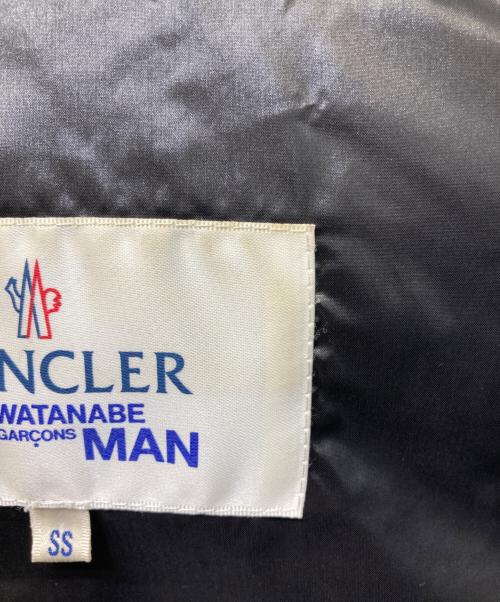 NCLER
WATANABE
GARÇONS MAN
SS